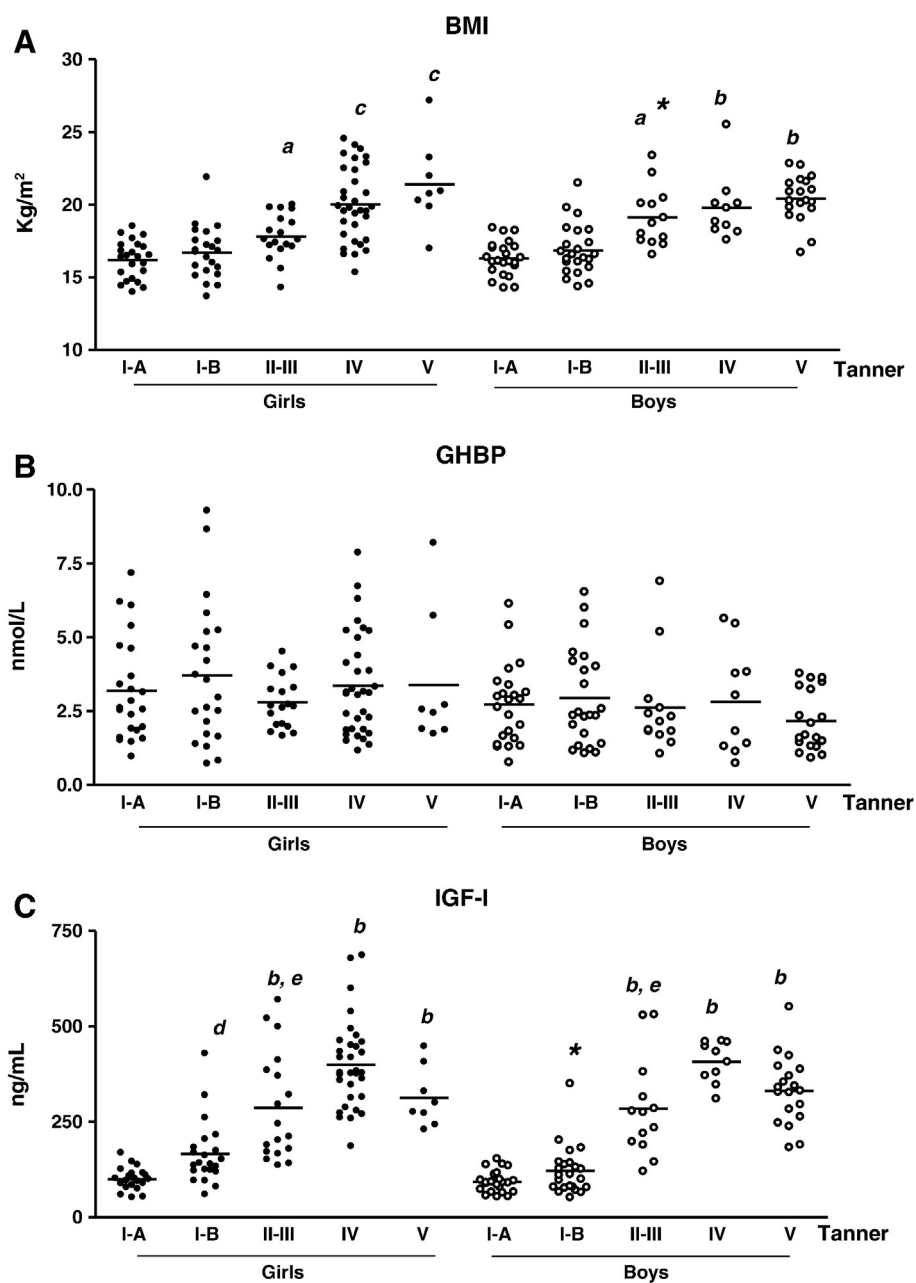 A
BMI
30
25
20
15
10
Kg/m²
a
c
c
a *
b
b
I-A I-B II-III IV V I-A I-B II-III IV V Tanner
Girls Boys
B
GHBP
10.0
7.5
5.0
2.5
0.0
nmol/L
I-A I-B II-III IV V I-A I-B II-III IV V Tanner
Girls Boys
C
IGF-I
750
500
250
0
ng/mL
d
b, e
b
b
*
b, e
b
b
I-A I-B II-III IV V I-A I-B II-III IV V Tanner
Girls Boys